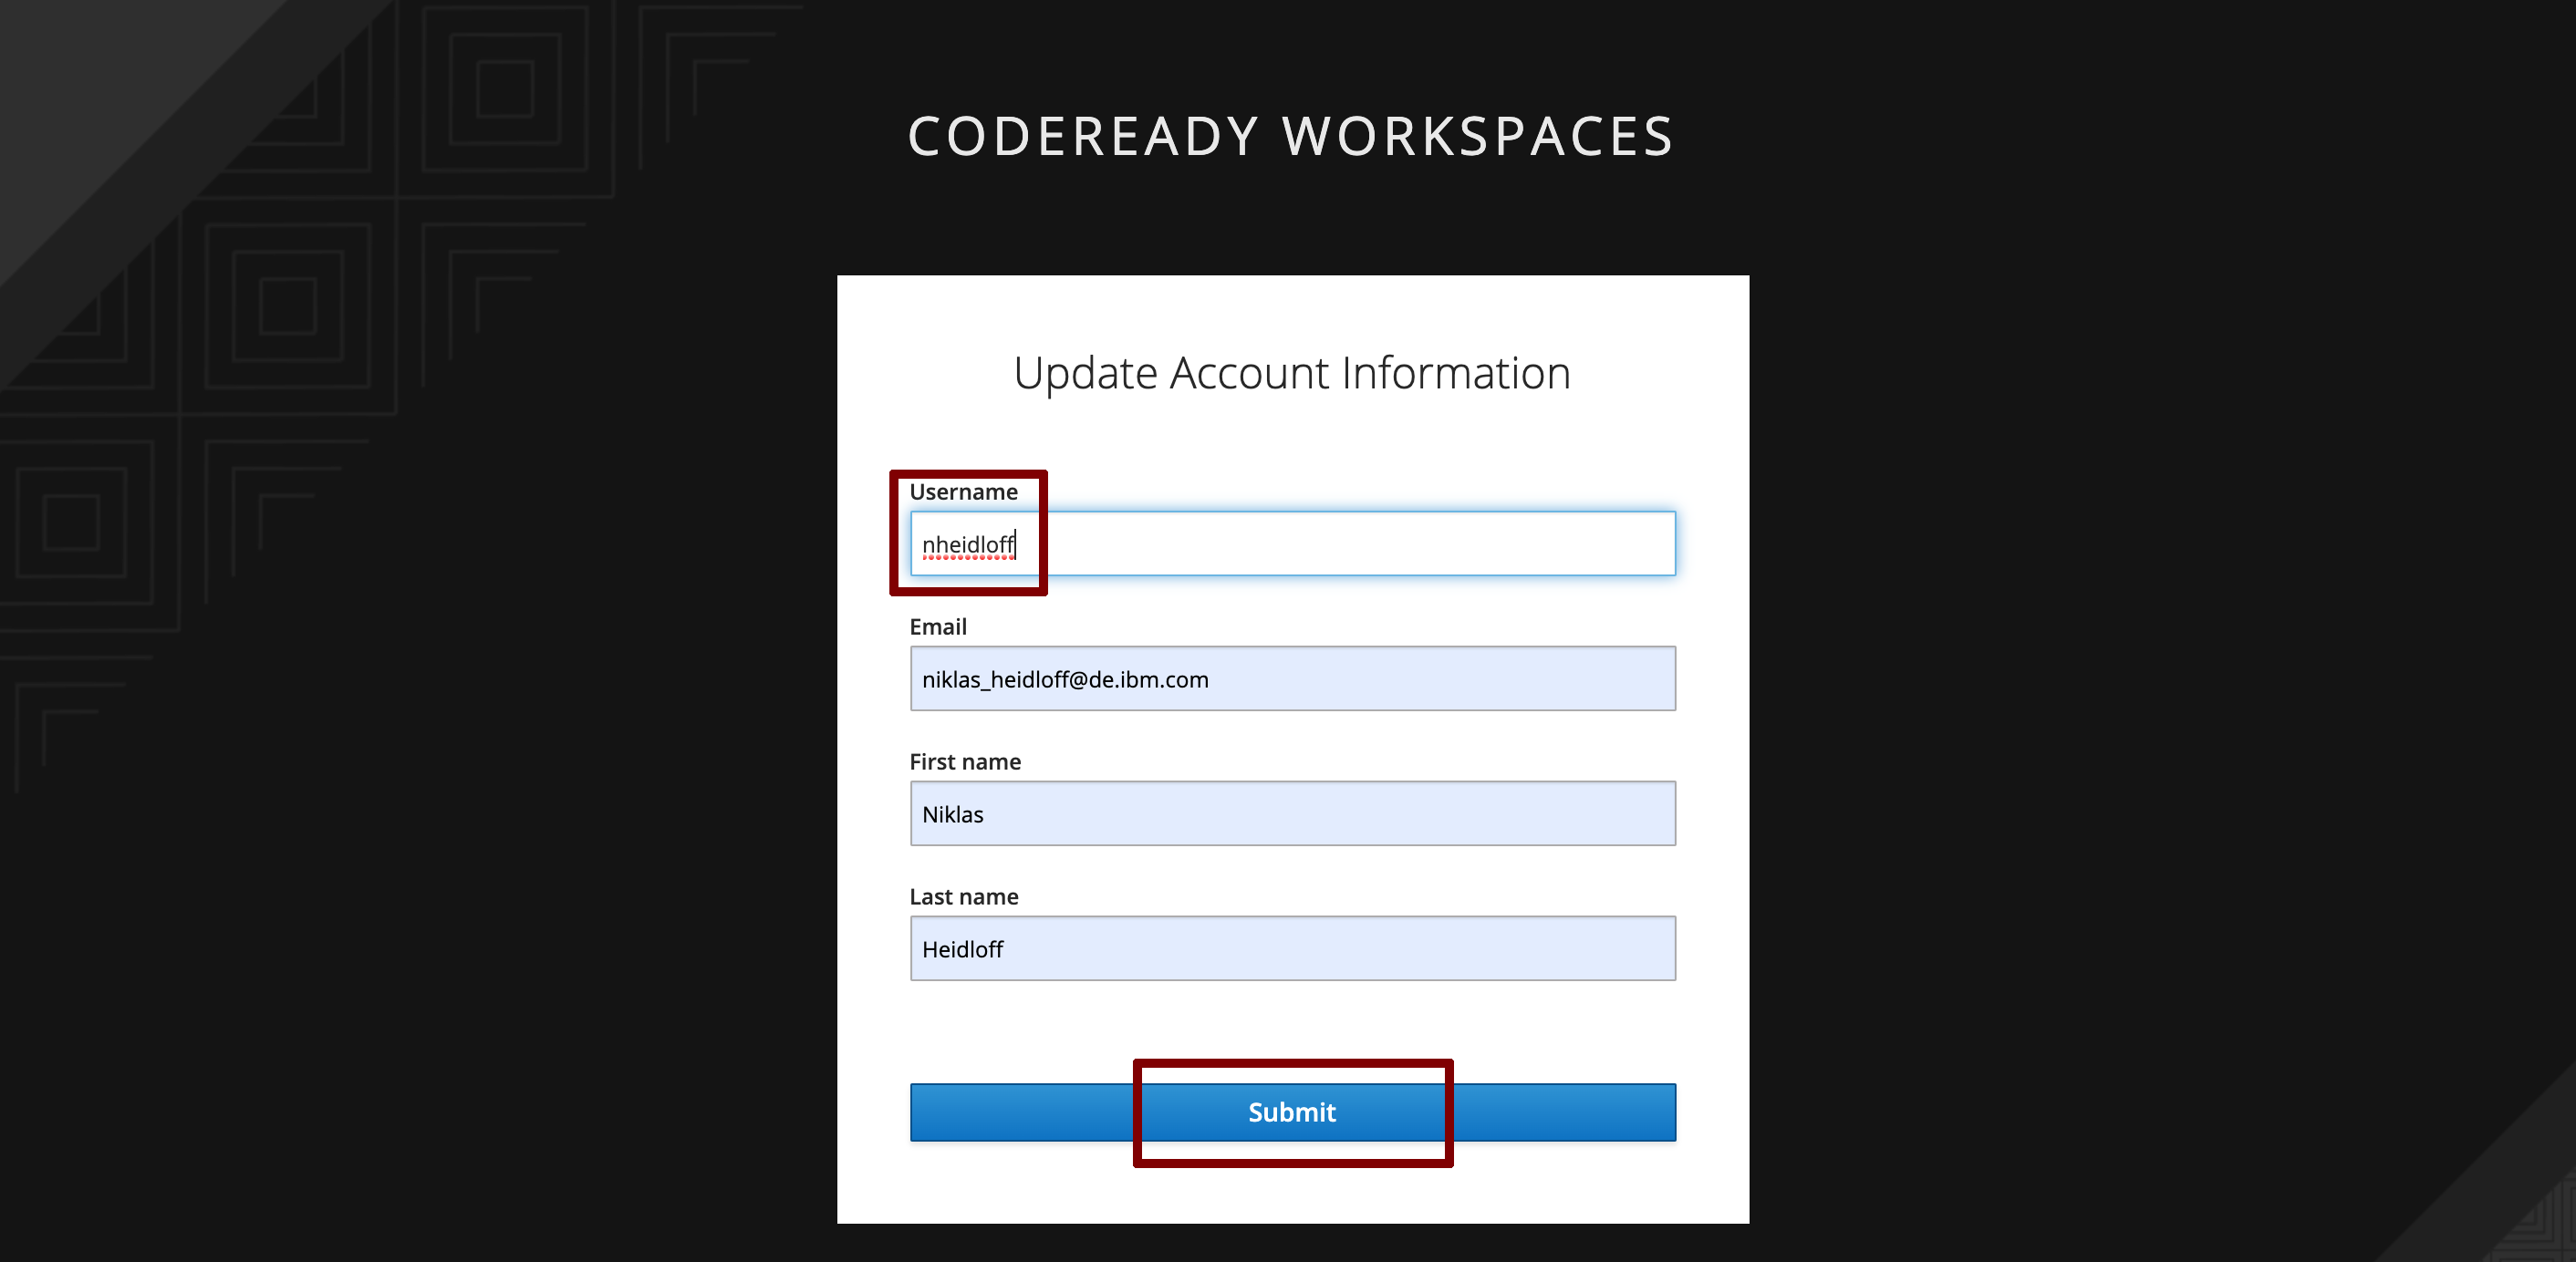 CODEREADY WORKSPACES
Update Account Information
Username
nheidloff
Email
niklas_heidloff@de.ibm.com
First name
Niklas
Last name
Heidloff
Submit